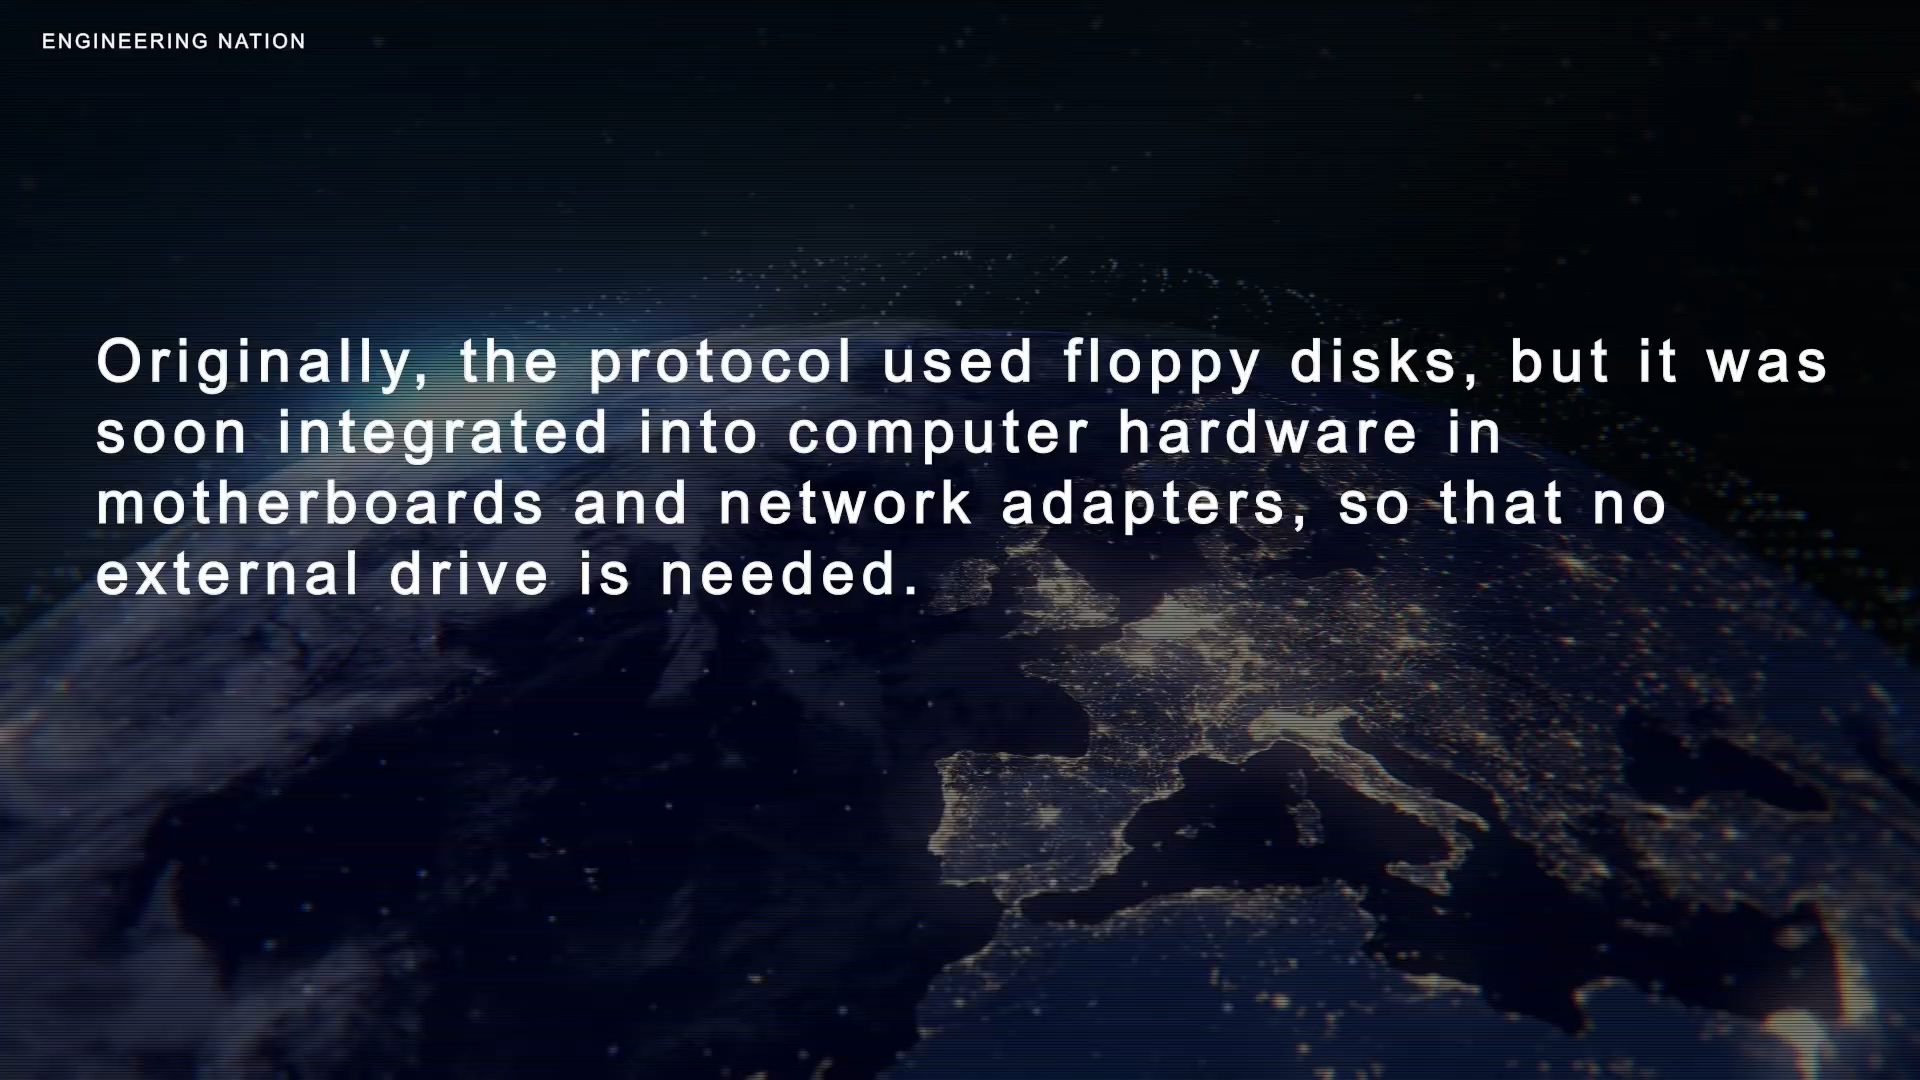 ENGINEERING NATION
Originally, the protocol used floppy disks, but it was
soon integrated into computer hardware in
motherboards and network adapters, so that no
external drive is needed.